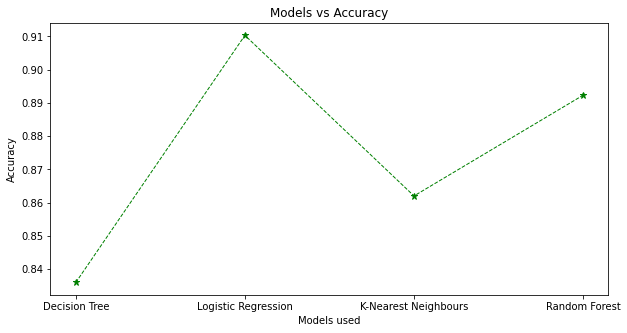 Models vs Accuracy
0.91
0.90
0.89
0.88
0.87
0.86
0.85
0.84
Accuracy
Decision Tree
Logistic Regression
K-Nearest Neighbours
Random Forest
Models used